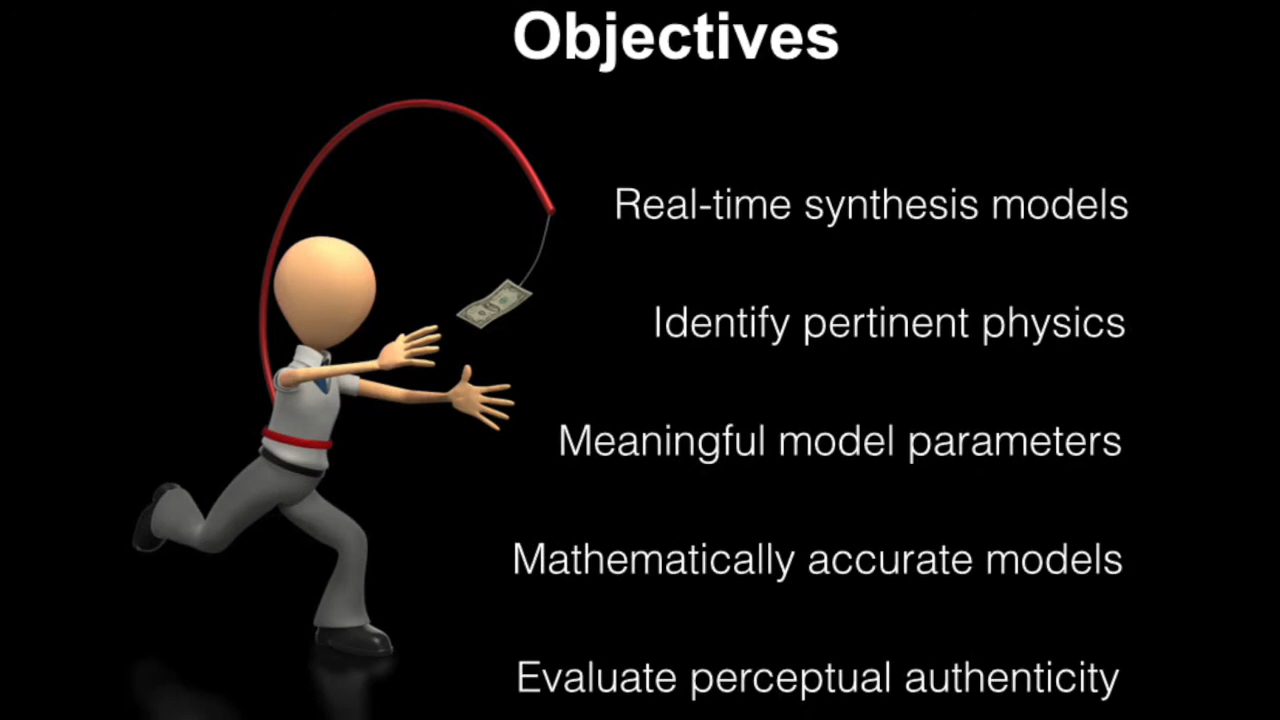 Objectives
Real-time synthesis models
Identify pertinent physics
Meaningful model parameters
Mathematically accurate models
Evaluate perceptual authenticity